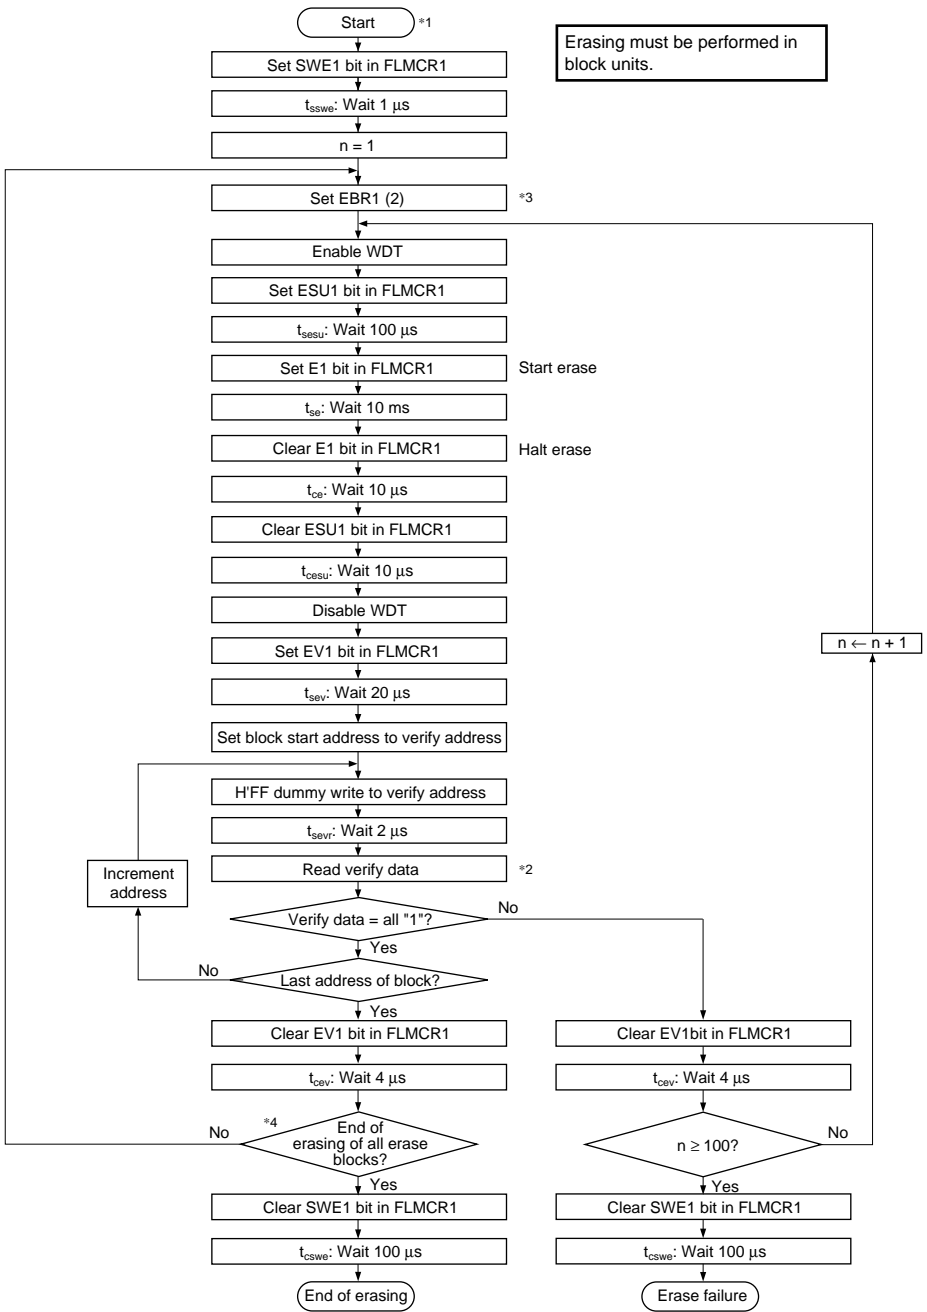 Start
*1
Erasing must be performed in
block units.
Set SWE1 bit in FLMCR1
tsswe: Wait 1 μs
n = 1
Set EBR1 (2)
*3
Enable WDT
Set ESU1 bit in FLMCR1
tsesu: Wait 100 μs
Set E1 bit in FLMCR1
Start erase
tse: Wait 10 ms
Clear E1 bit in FLMCR1
Halt erase
tce: Wait 10 μs
Clear ESU1 bit in FLMCR1
tcesu: Wait 10 μs
Disable WDT
Set EV1 bit in FLMCR1
n ← n + 1
tsev: Wait 20 μs
Set block start address to verify address
H'FF dummy write to verify address
tsevr: Wait 2 μs
Increment
address
Read verify data
*2
Verify data = all "1"?
No
Yes
No
Last address of block?
Yes
Clear EV1 bit in FLMCR1
Clear EV1bit in FLMCR1
tcev: Wait 4 μs
tcev: Wait 4 μs
No
*4
End of
erasing of all erase
blocks?
n ≥ 100?
No
Yes
Yes
Clear SWE1 bit in FLMCR1
Clear SWE1 bit in FLMCR1
tcswe: Wait 100 μs
tcswe: Wait 100 μs
End of erasing
Erase failure